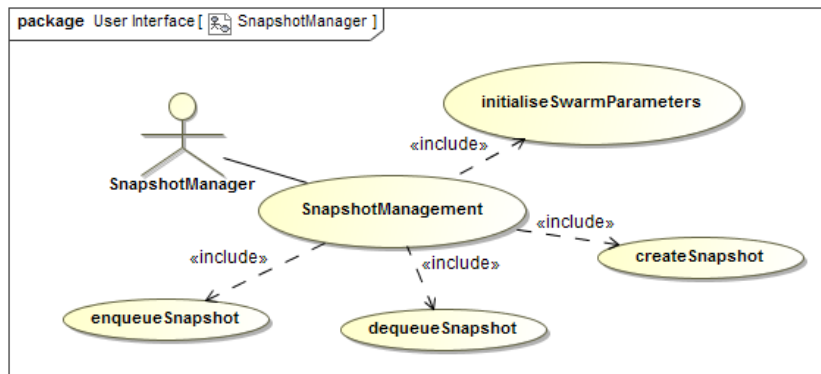 package User Interface [ SnapshotManager ]
initialiseSwarmParameters
«include»
SnapshotManager
SnapshotManagement
«include»
createSnapshot
«include»
«include»
enqueueSnapshot
dequeueSnapshot